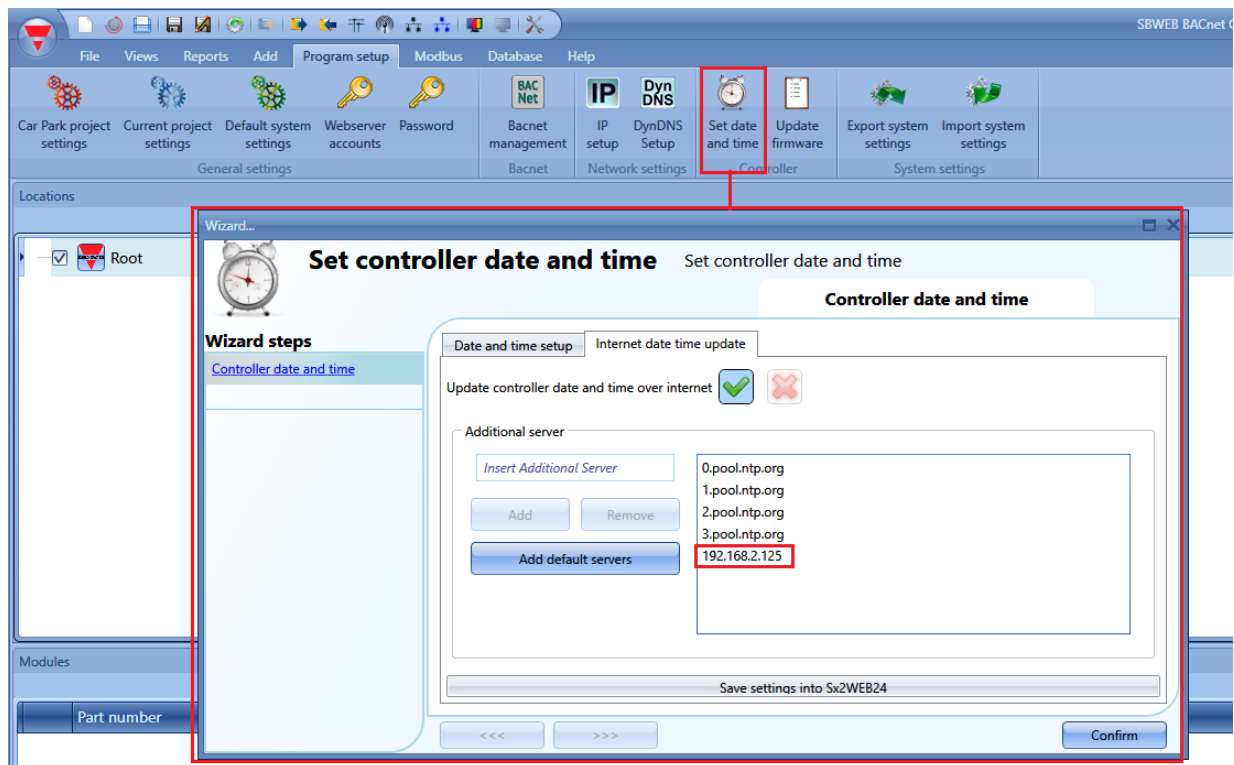 SBWEB BACnet
File Views Reports Add Program setup Modbus Database Help
BAC Net IP Dyn DNS
Car Park project settings Current project settings Default system settings Webserver accounts Password Bacnet management IP setup DynDNS Setup Set date and time Update firmware Export system settings Import system settings
General settings Bacnet Network settings Controller System settings
Locations
Root
Wizard...
Set controller date and time Set controller date and time
Controller date and time
Wizard steps
Controller date and time
Date and time setup Internet date time update
Update controller date and time over internet
Additional server
Insert Additional Server
Add Remove
Add default servers
0.pool.ntp.org
1.pool.ntp.org
2.pool.ntp.org
3.pool.ntp.org
192.168.2.125
Save settings into Sx2WEB24
<<< >>> Confirm
Modules
Part number